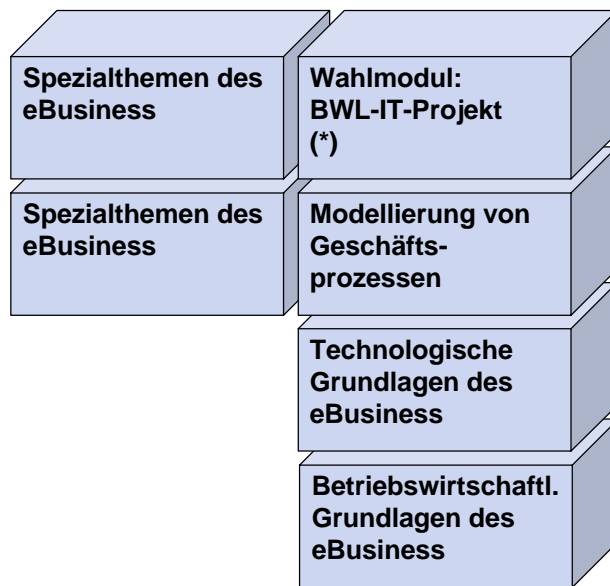 Spezialthemen des
eBusiness
Wahlmodul:
BWL-IT-Projekt
(*)
Spezialthemen des
eBusiness
Modellierung von
Geschäfts-
prozessen
Technologische
Grundlagen des
eBusiness
Betriebswirtschaftl.
Grundlagen des
eBusiness